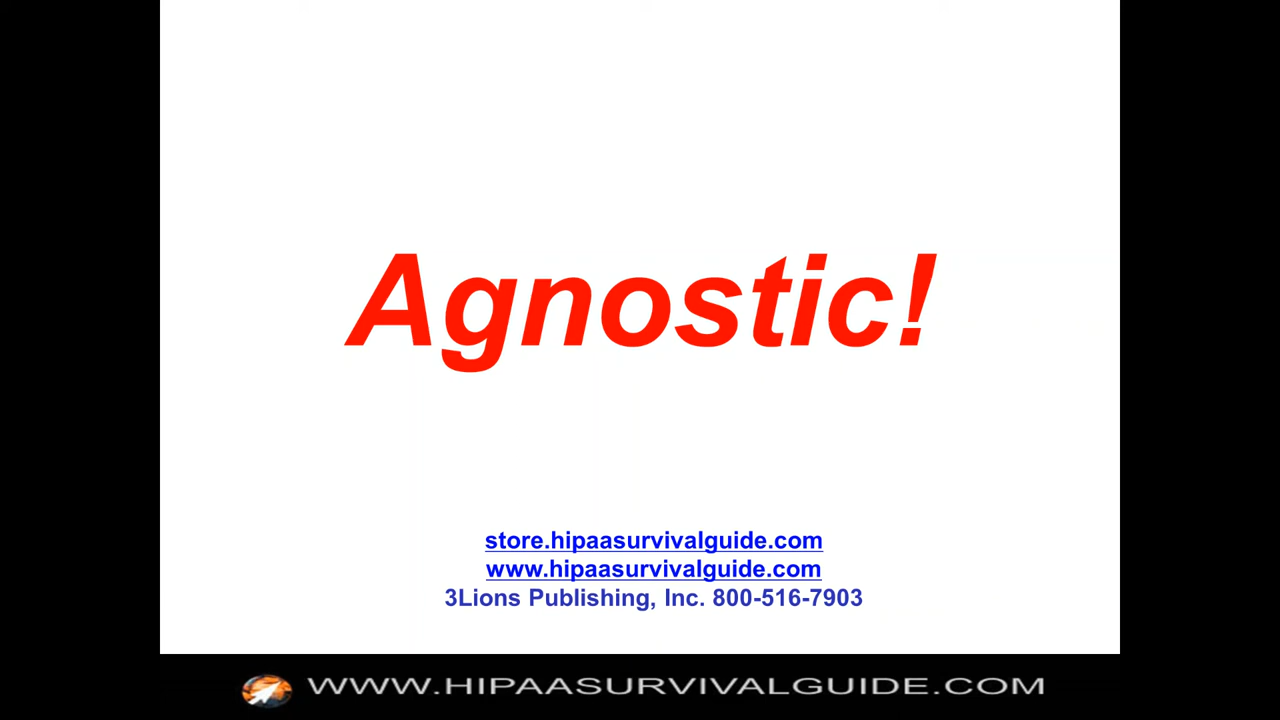 Agnostic!
store.hipaasurvivalguide.com
www.hipaasurvivalguide.com
3Lions Publishing, Inc. 800-516-7903
WWW.HIPAASURVIVALGUIDE.COM